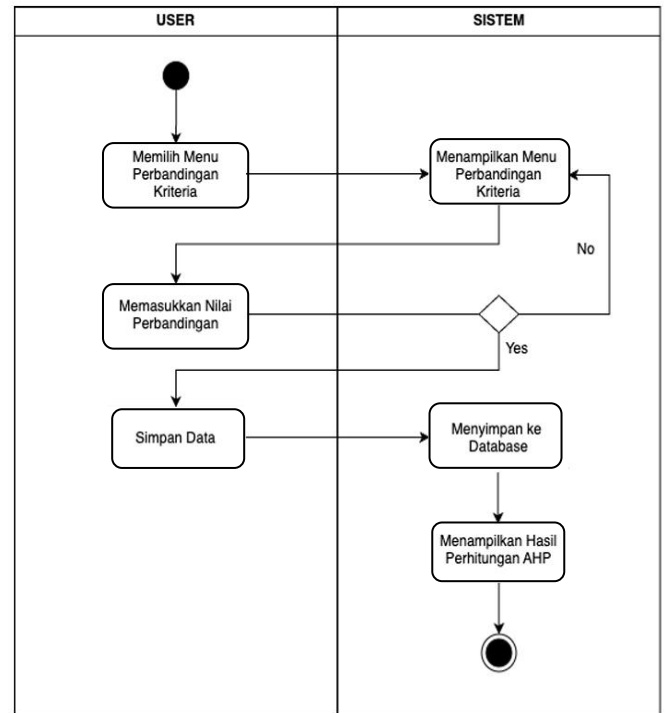 USER
SISTEM
Memilih Menu
Perbandingan
Kriteria
Menampilkan Menu
Perbandingan
Kriteria
No
Memasukkan Nilai
Perbandingan
Yes
Simpan Data
Menyimpan ke
Database
Menampilkan Hasil
Perhitungan AHP